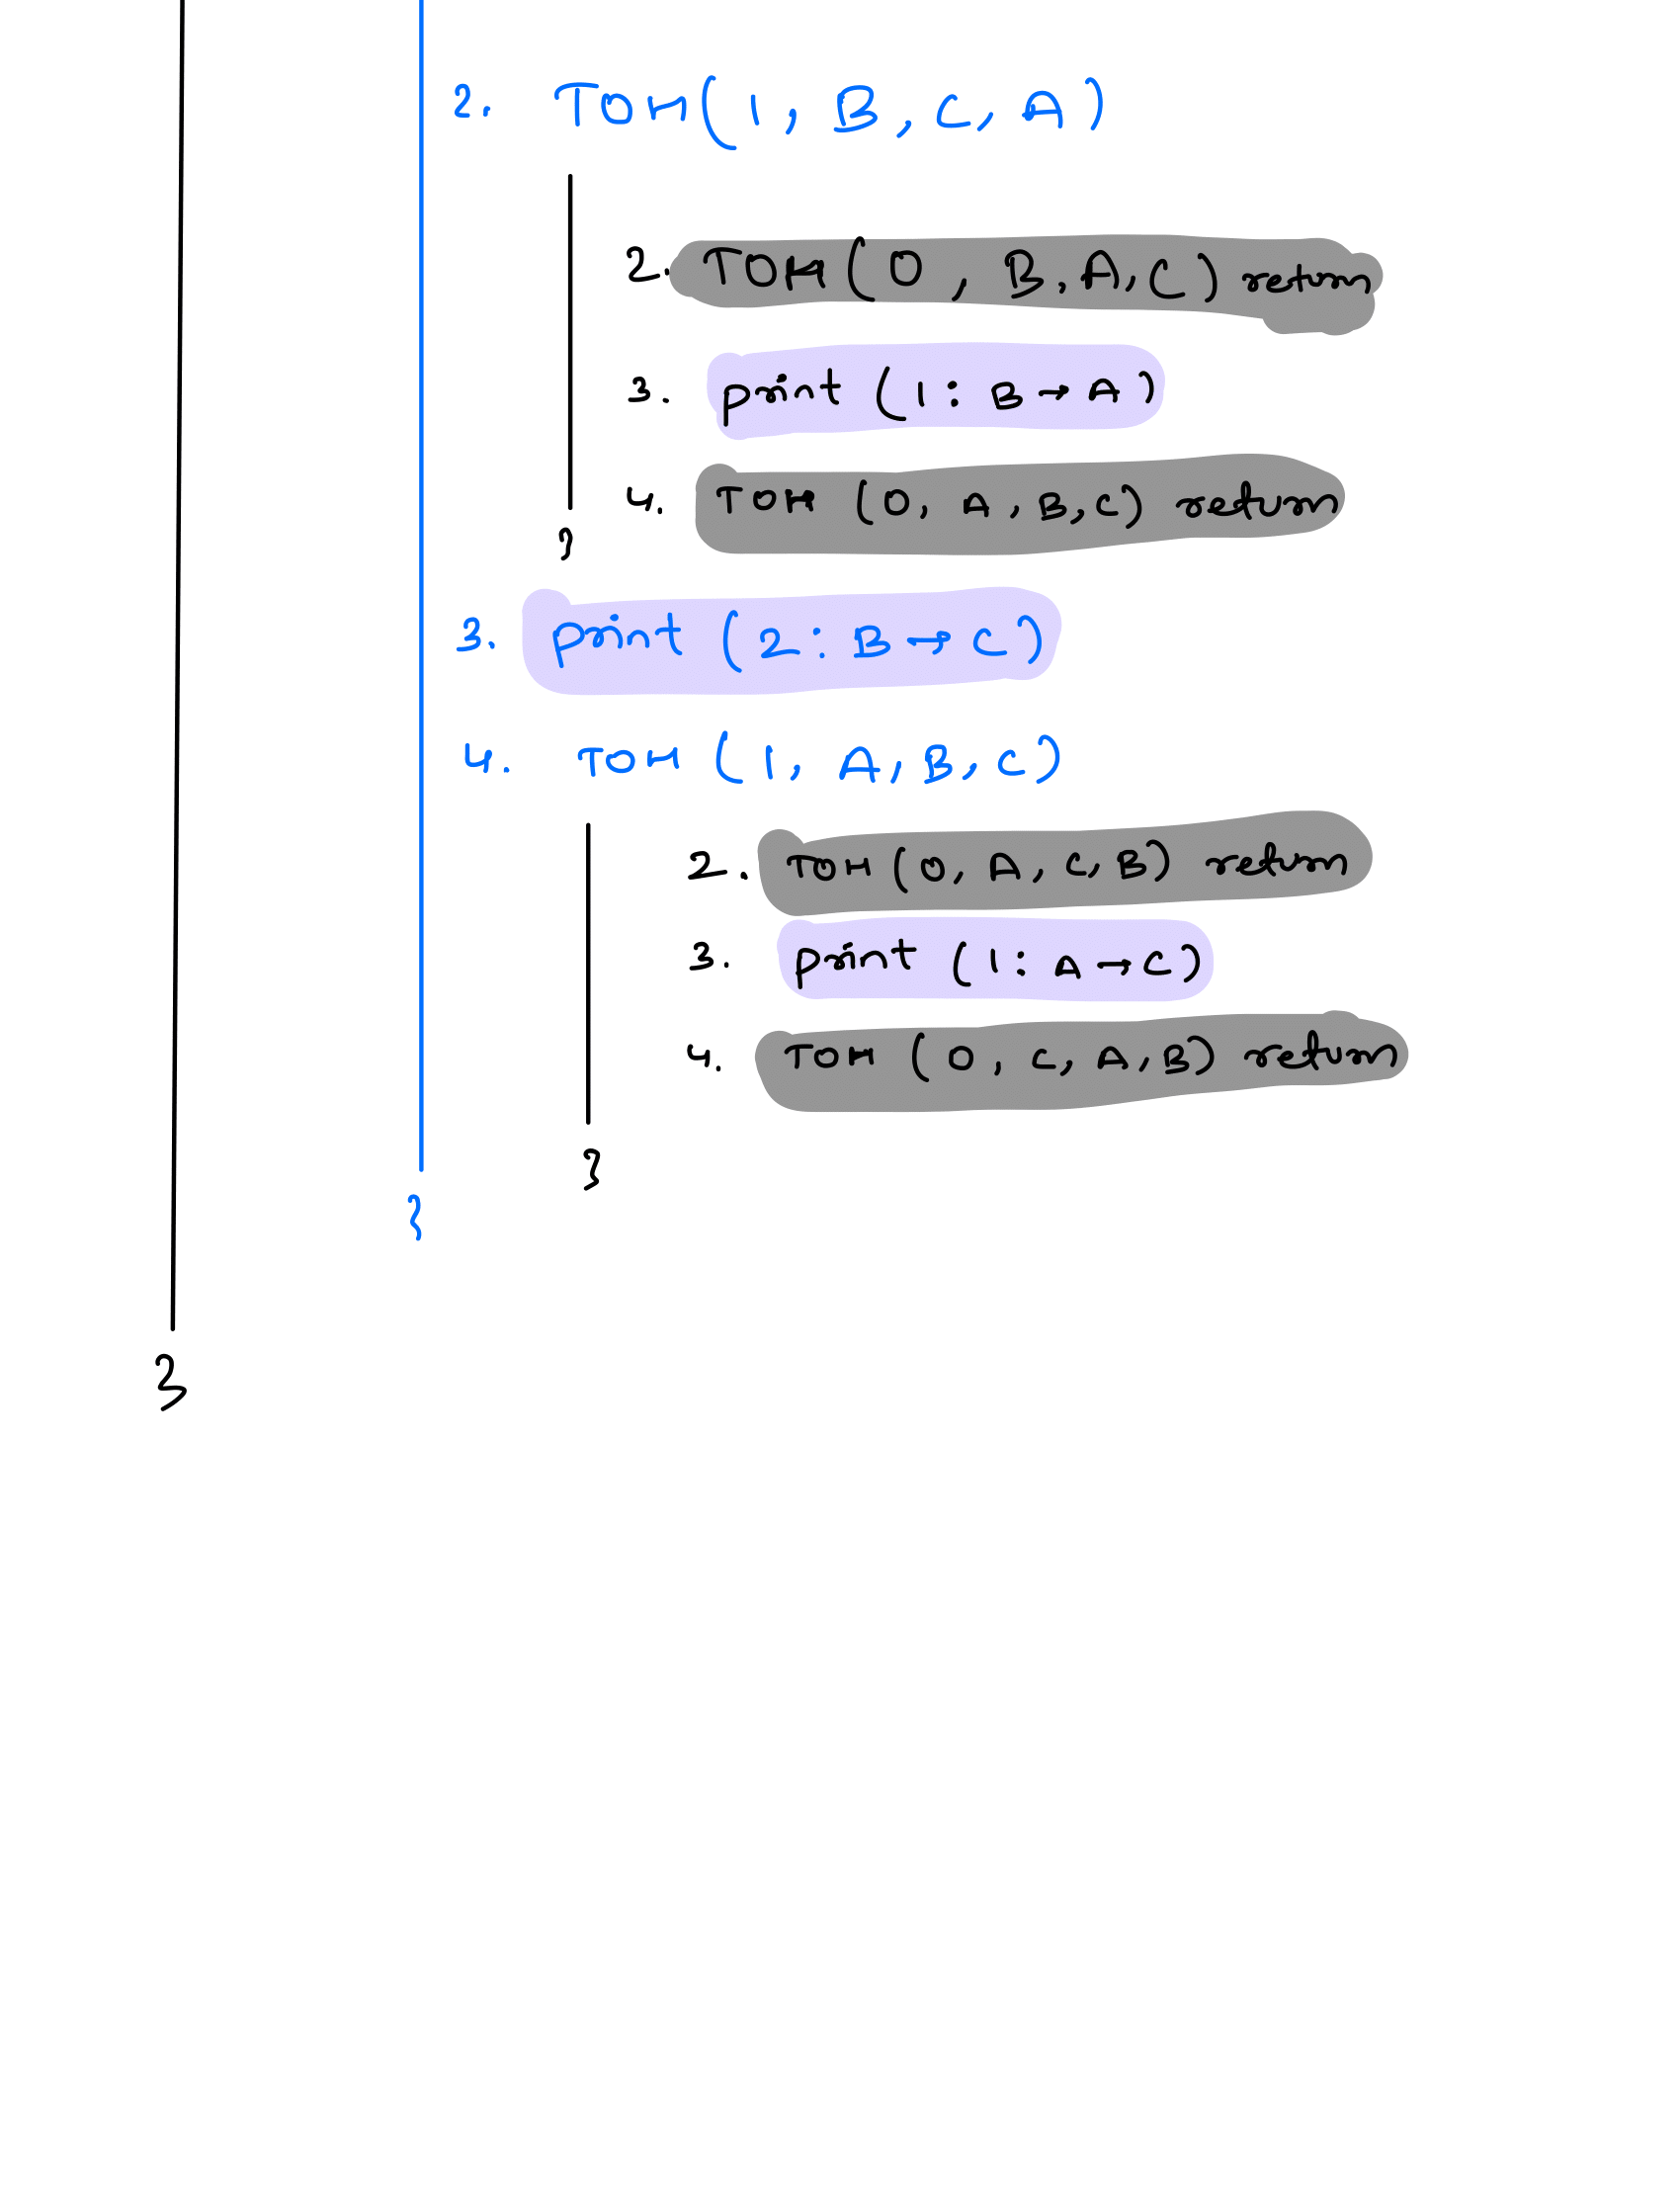 2. TOH(1, B, C, A)
2. TOH(0, B, A, C) return
3. print (1: B → A)
4. TOH (0, A, B, C) return
}
3. print (2: B → C)
4. TOH (1, A, B, C)
2. TOH (0, A, C, B) return
3. print (1: A → C)
4. TOH (0, C, A, B) return
}
}
}